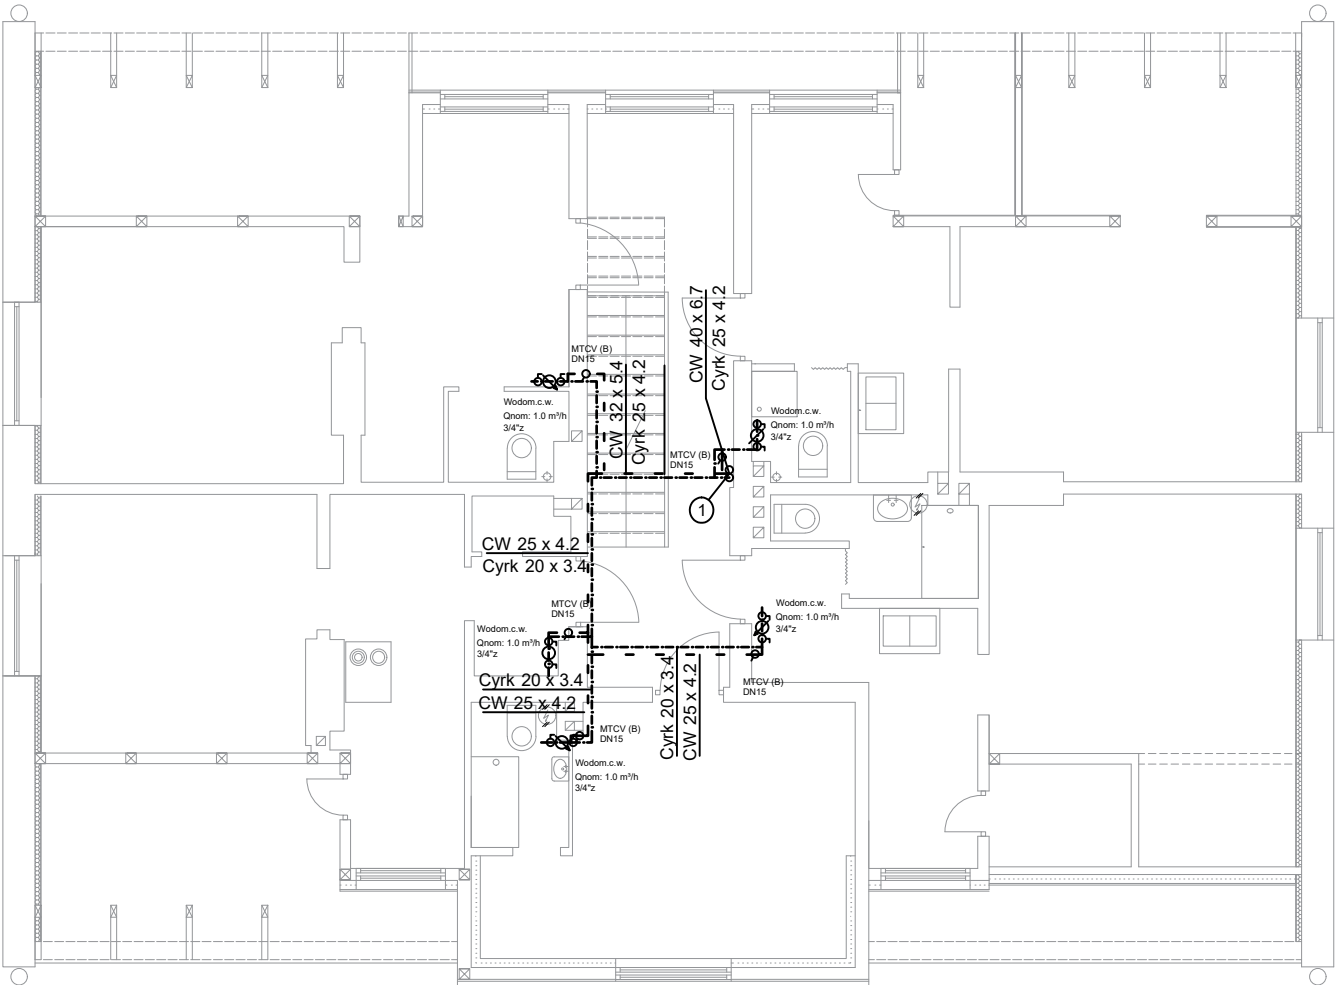 CW 40 x 6.7
Cyrk 25 x 4.2
MTCV (B)
DN15
CW 32 x 5.4
Cyrk 25 x 4.2
Wodom.c.w.
Qnom: 1.0 m³/h
3/4"z
Wodom.c.w.
Qnom: 1.0 m³/h
3/4"z
MTCV (B)
DN15
1
CW 25 x 4.2
Cyrk 20 x 3.4
MTCV (B)
DN15
Wodom.c.w.
Qnom: 1.0 m³/h
3/4"z
Wodom.c.w.
Qnom: 1.0 m³/h
3/4"z
Cyrk 20 x 3.4
CW 25 x 4.2
Cyrk 20 x 3.4
CW 25 x 4.2
MTCV (B)
DN15
MTCV (B)
DN15
Wodom.c.w.
Qnom: 1.0 m³/h
3/4"z